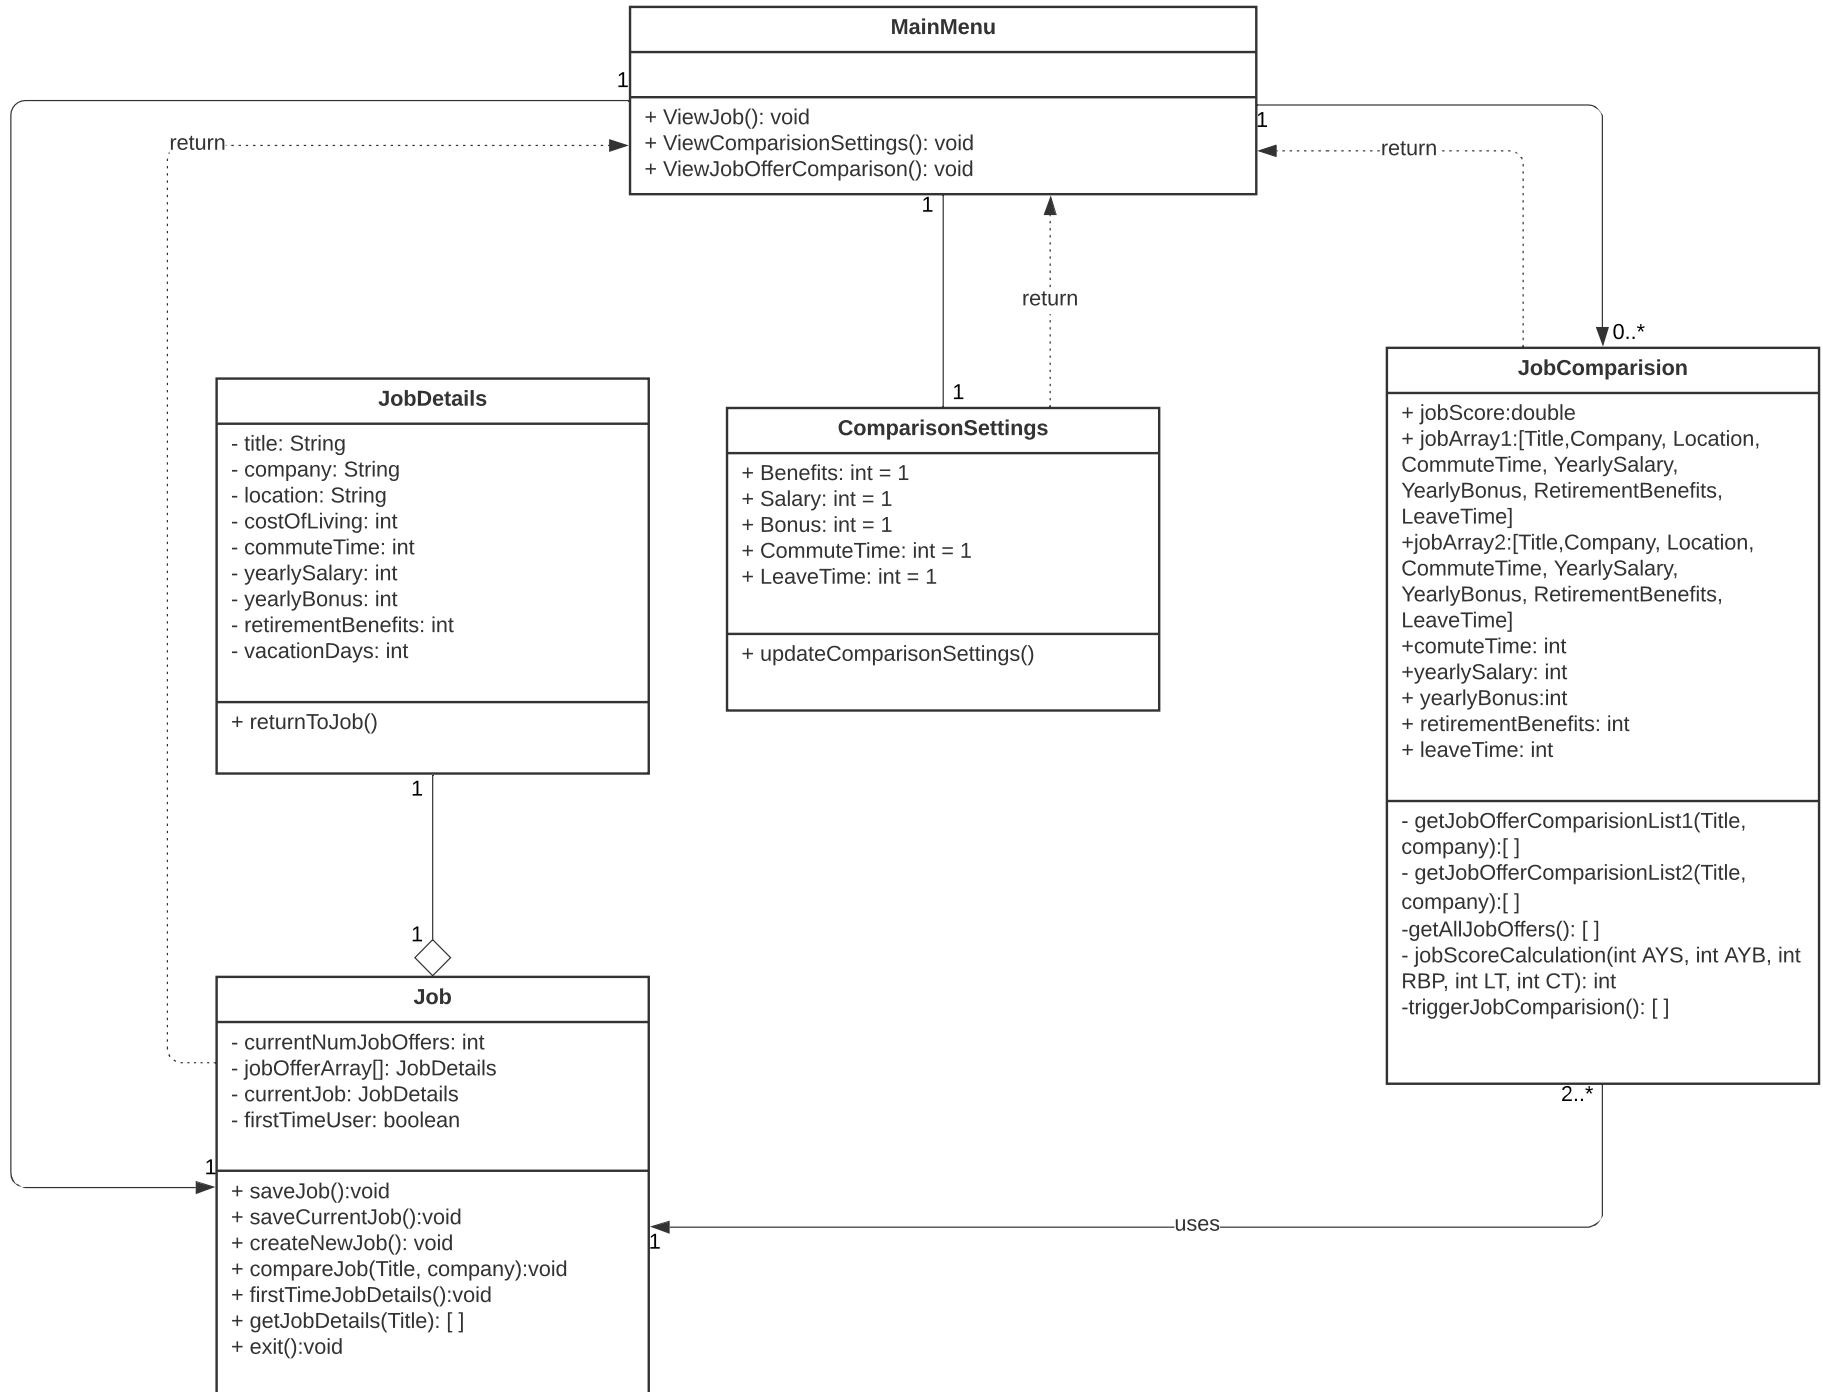 MainMenu
1
+ ViewJob(): void
+ ViewComparisionSettings(): void
+ ViewJobOfferComparison(): void
1
return
return
1
return
0..*
1
JobDetails
- title: String
- company: String
- location: String
- costOfLiving: int
- commuteTime: int
- yearlySalary: int
- yearlyBonus: int
- retirementBenefits: int
- vacationDays: int
+ returnToJob()
ComparisonSettings
+ Benefits: int = 1
+ Salary: int = 1
+ Bonus: int = 1
+ CommuteTime: int = 1
+ LeaveTime: int = 1
+ updateComparisonSettings()
JobComparision
+ jobScore:double
+ jobArray1:[Title,Company, Location,
CommuteTime, YearlySalary,
YearlyBonus, RetirementBenefits,
LeaveTime]
+jobArray2:[Title,Company, Location,
CommuteTime, YearlySalary,
YearlyBonus, RetirementBenefits,
LeaveTime]
+comuteTime: int
+yearlySalary: int
+ yearlyBonus:int
+ retirementBenefits: int
+ leaveTime: int
- getJobOfferComparisionList1(Title,
company):[ ]
- getJobOfferComparisionList2(Title,
company):[ ]
-getAllJobOffers(): [ ]
- jobScoreCalculation(int AYS, int AYB, int
RBP, int LT, int CT): int
-triggerJobComparision(): [ ]
1
1
2..*
Job
- currentNumJobOffers: int
- jobOfferArray[]: JobDetails
- currentJob: JobDetails
- firstTimeUser: boolean
1
+ saveJob():void
+ saveCurrentJob():void
+ createNewJob(): void
+ compareJob(Title, company):void
+ firstTimeJobDetails():void
+ getJobDetails(Title): [ ]
+ exit():void
uses
1